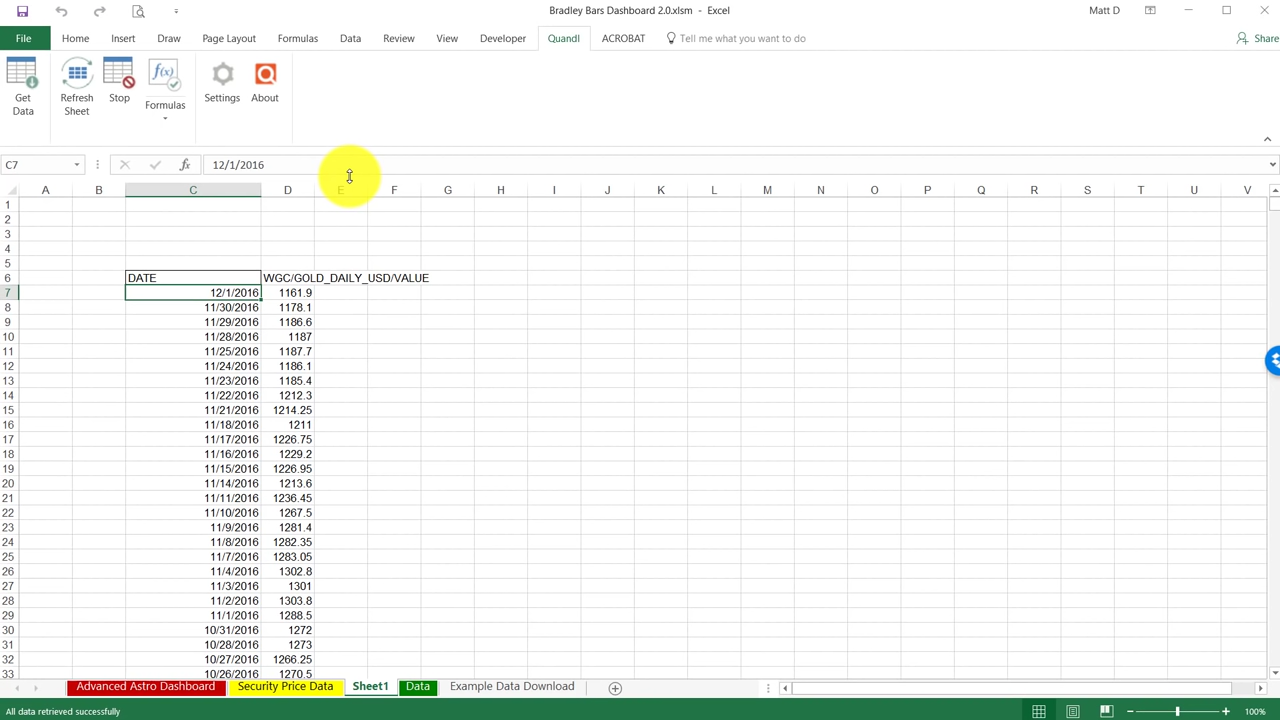 Bradley Bars Dashboard 2.0.xlsm - Excel
Matt D
File Home Insert Draw Page Layout Formulas Data Review View Developer Quandl ACROBAT Tell me what you want to do Share
Get Data
Refresh Sheet
Stop
Formulas
Settings
About
C7 fx 12/1/2016
A B C D E F G H I J K L M N O P Q R S T U V
1
2
3
4
5
6 DATE WGC/GOLD_DAILY_USD/VALUE
7 12/1/2016 1161.9
8 11/30/2016 1178.1
9 11/29/2016 1186.6
10 11/28/2016 1187
11 11/25/2016 1187.7
12 11/24/2016 1186.1
13 11/23/2016 1185.4
14 11/22/2016 1212.3
15 11/21/2016 1214.25
16 11/18/2016 1211
17 11/17/2016 1226.75
18 11/16/2016 1229.2
19 11/15/2016 1226.95
20 11/14/2016 1213.6
21 11/11/2016 1236.45
22 11/10/2016 1267.5
23 11/9/2016 1281.4
24 11/8/2016 1282.35
25 11/7/2016 1283.05
26 11/4/2016 1302.8
27 11/3/2016 1301
28 11/2/2016 1303.8
29 11/1/2016 1288.5
30 10/31/2016 1272
31 10/28/2016 1273
32 10/27/2016 1266.25
33 10/26/2016 1270.5
Advanced Astro Dashboard Security Price Data Sheet1 Data Example Data Download
All data retrieved successfully 100%